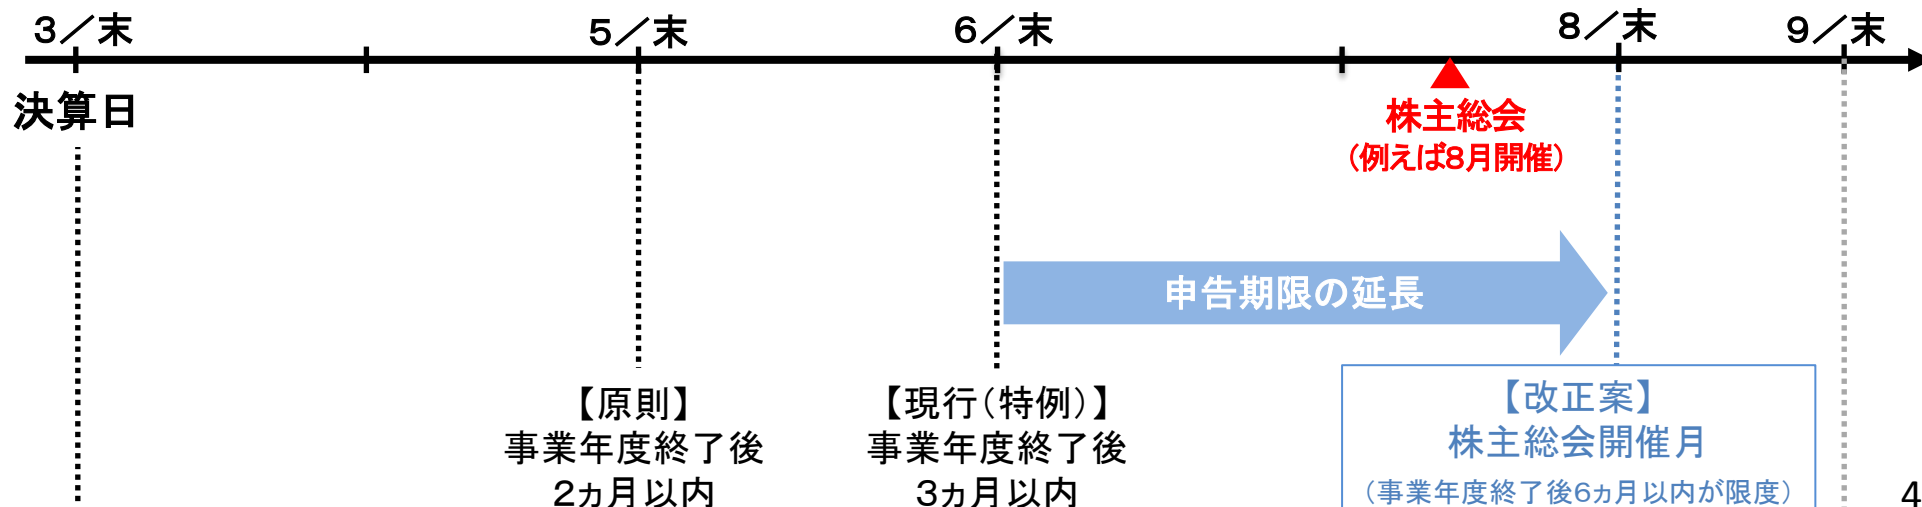 3／末
5／末
6／末
8／末
9／末
決算日
株主総会
（例えば8月開催）
申告期限の延長
【原則】
事業年度終了後
2ヵ月以内
【現行（特例）】
事業年度終了後
3ヵ月以内
【改正案】
株主総会開催月
（事業年度終了後6ヵ月以内が限度）
4